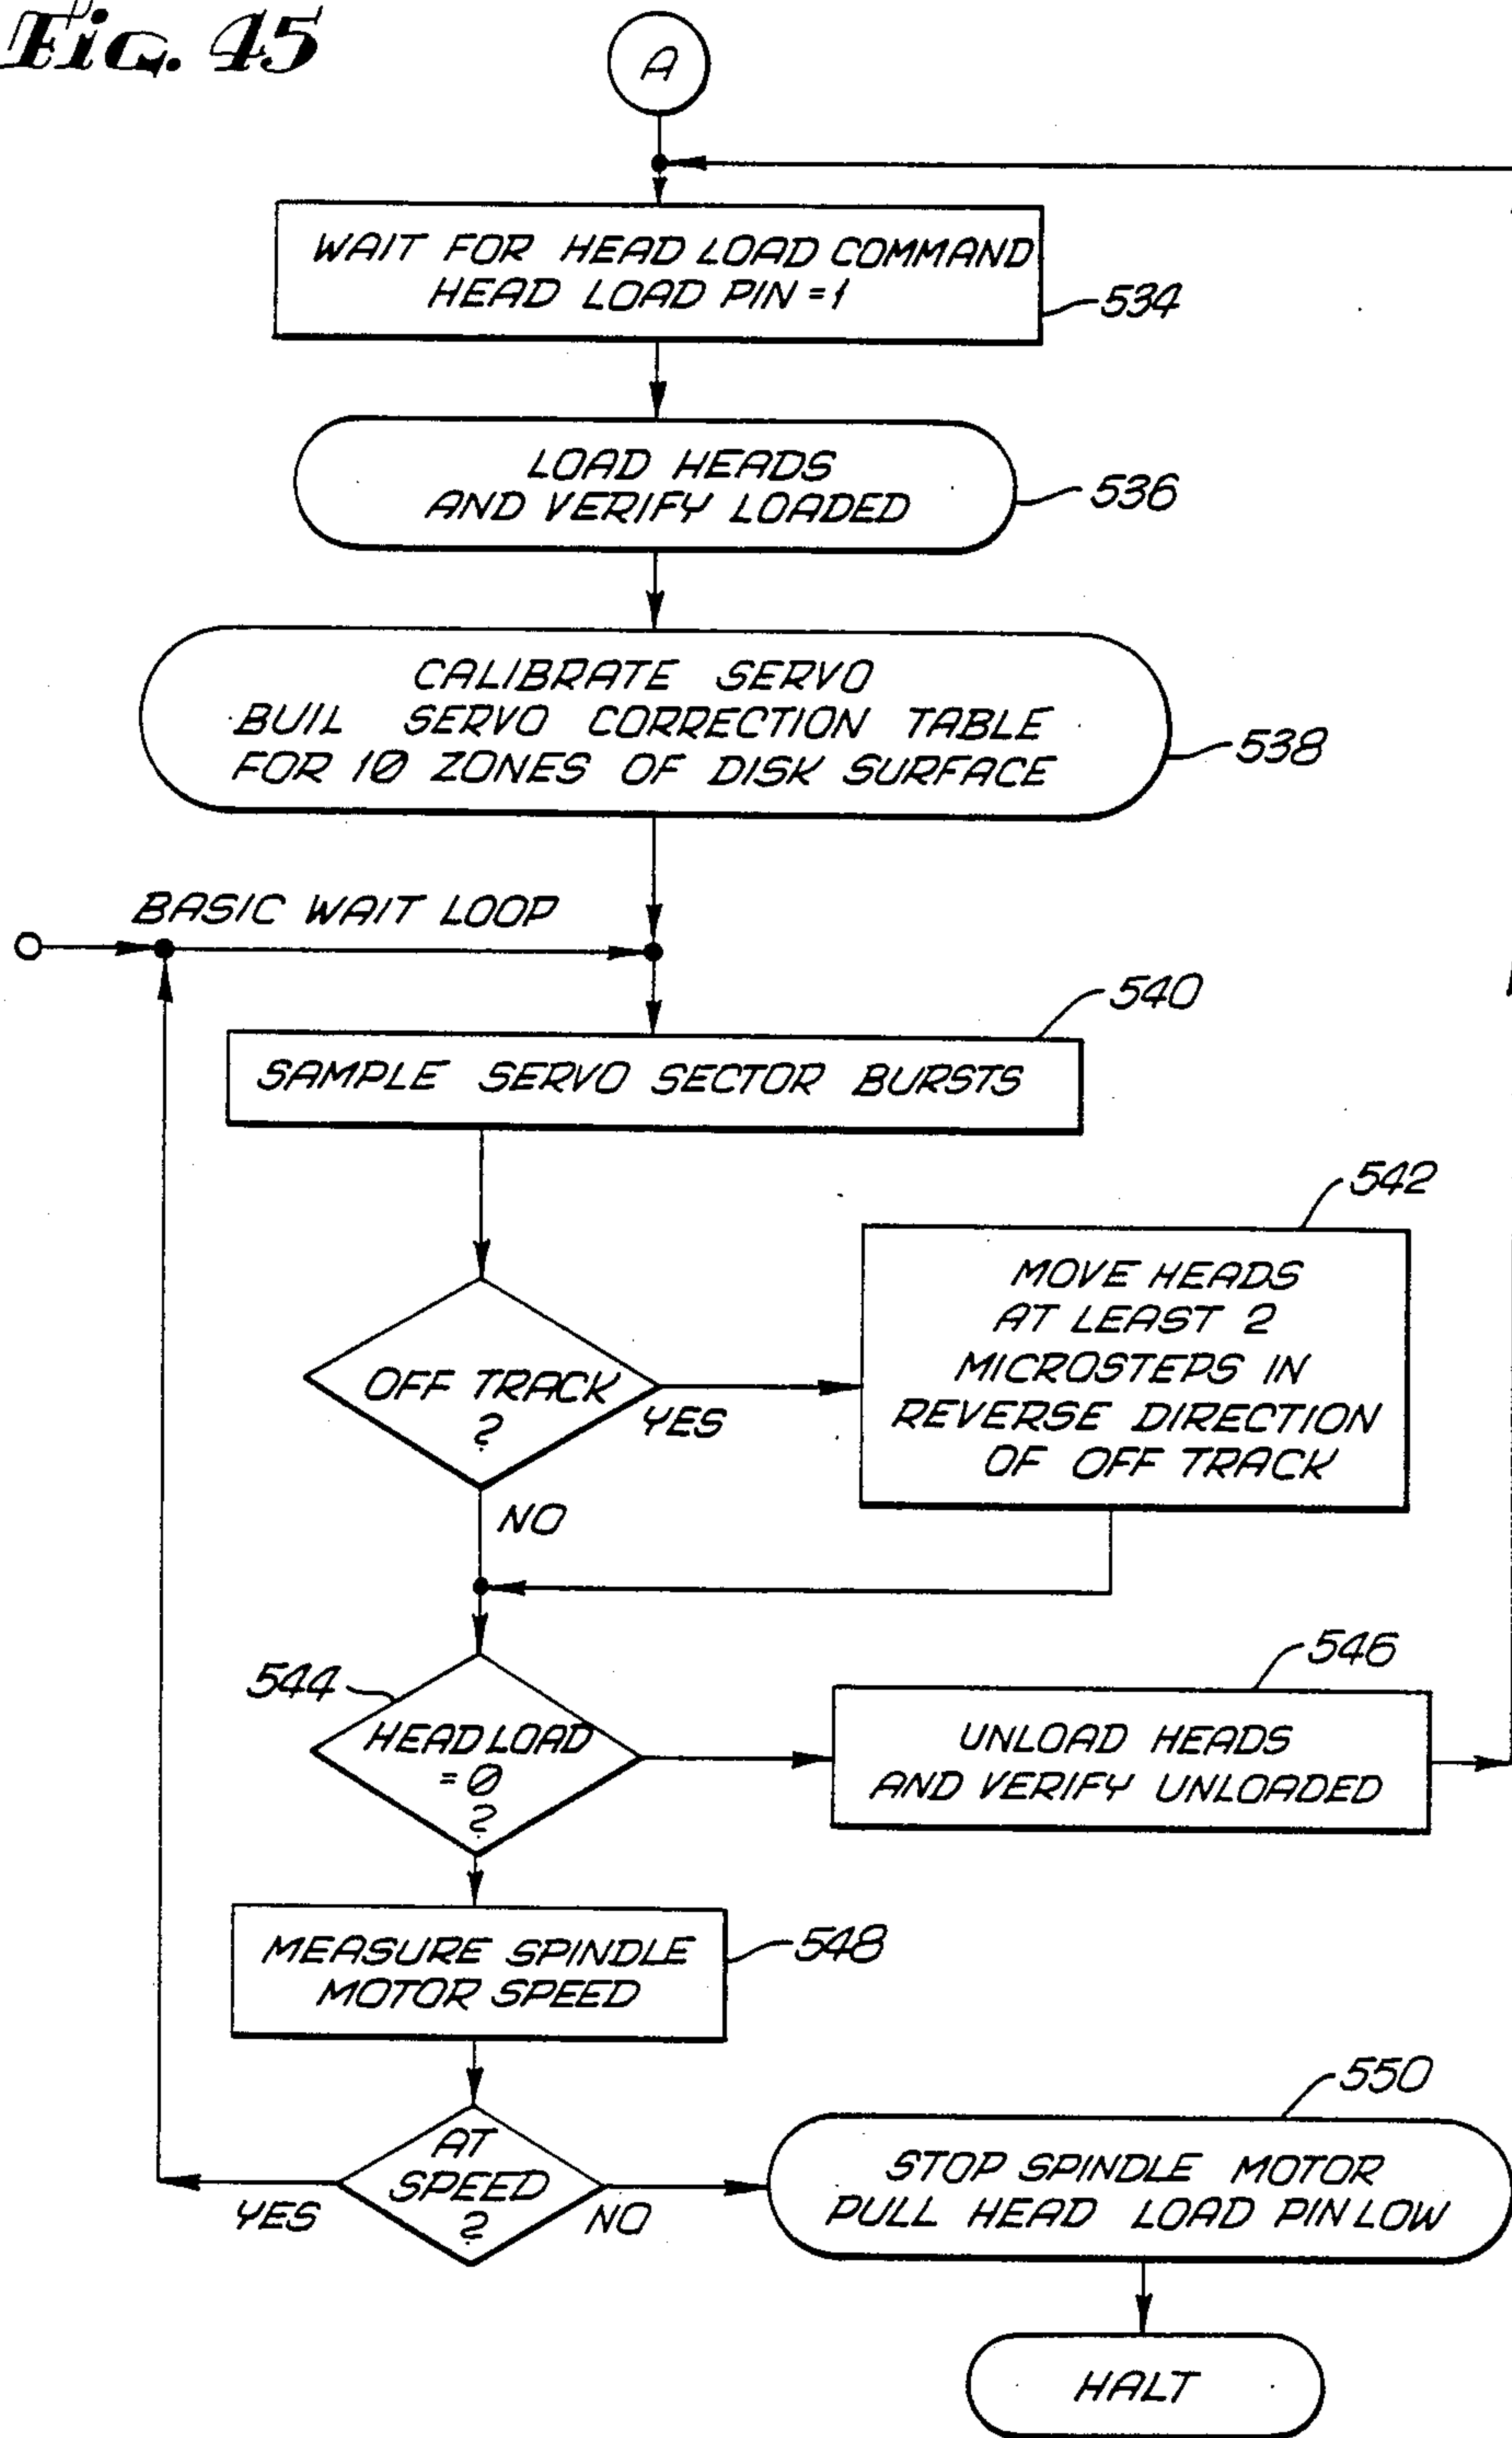 Fig. 45
A
WAIT FOR HEAD LOAD COMMAND
HEAD LOAD PIN = 1
534
LOAD HEADS
AND VERIFY LOADED
536
CALIBRATE SERVO
BUIL SERVO CORRECTION TABLE
FOR 10 ZONES OF DISK SURFACE
538
BASIC WAIT LOOP
540
SAMPLE SERVO SECTOR BURSTS
542
MOVE HEADS
AT LEAST 2
MICROSTEPS IN
REVERSE DIRECTION
OF OFF TRACK
OFF TRACK
?
YES
NO
544
HEAD LOAD
= 0
?
546
UNLOAD HEADS
AND VERIFY UNLOADED
MEASURE SPINDLE
MOTOR SPEED
548
AT
SPEED
?
YES
NO
550
STOP SPINDLE MOTOR
PULL HEAD LOAD PIN LOW
HALT